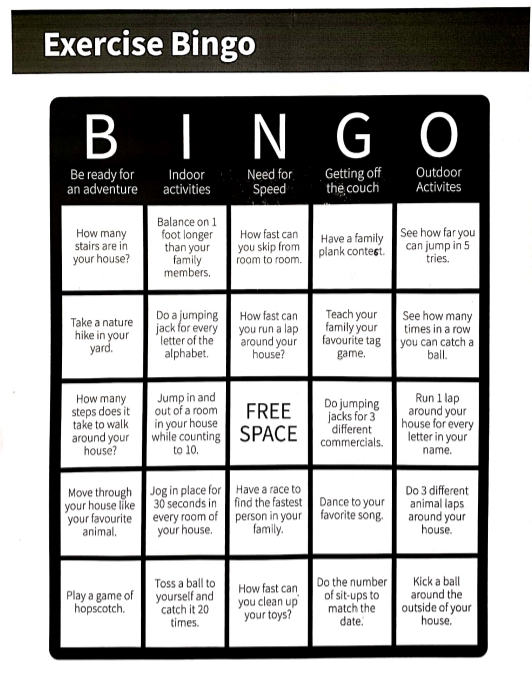 Exercise Bingo
B I N G O
Be ready for
an adventure
Indoor
activities
Need for
Speed
Getting off
the couch
Outdoor
Activites
How many
stairs are in
your house?
Balance on 1
foot longer
than your
family
members.
How fast can
you skip from
room to room.
Have a family
plank contest.
See how far you
can jump in 5
tries.
Take a nature
hike in your
yard.
Do a jumping
jack for every
letter of the
alphabet.
How fast can
you run a lap
around your
house?
Teach your
family your
favourite tag
game.
See how many
times in a row
you can catch a
ball.
How many
steps does it
take to walk
around your
house?
Jump in and
out of a room
in your house
while counting
to 10.
FREE
SPACE
Do jumping
jacks for 3
different
commercials.
Run 1 lap
around your
house for every
letter in your
name.
Move through
your house like
your favourite
animal.
Jog in place for
30 seconds in
every room of
your house.
Have a race to
find the fastest
person in your
family.
Dance to your
favorite song.
Do 3 different
animal laps
around your
house.
Play a game of
hopscotch.
Toss a ball to
yourself and
catch it 20
times.
How fast can
you clean up
your toys?
Do the number
of sit-ups to
match the
date.
Kick a ball
around the
outside of your
house.